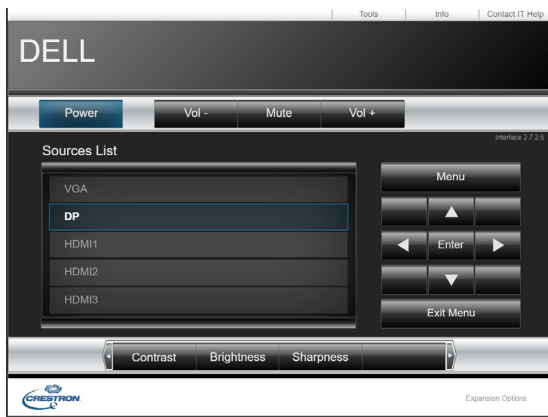 Tools Info Contact IT Help
DELL
Power Vol - Mute Vol +
Interface 2.7.2.6
Sources List
VGA
DP
HDMI1
HDMI2
HDMI3
Menu
Enter
Exit Menu
Contrast Brightness Sharpness
CRESTRON
Expansion Options